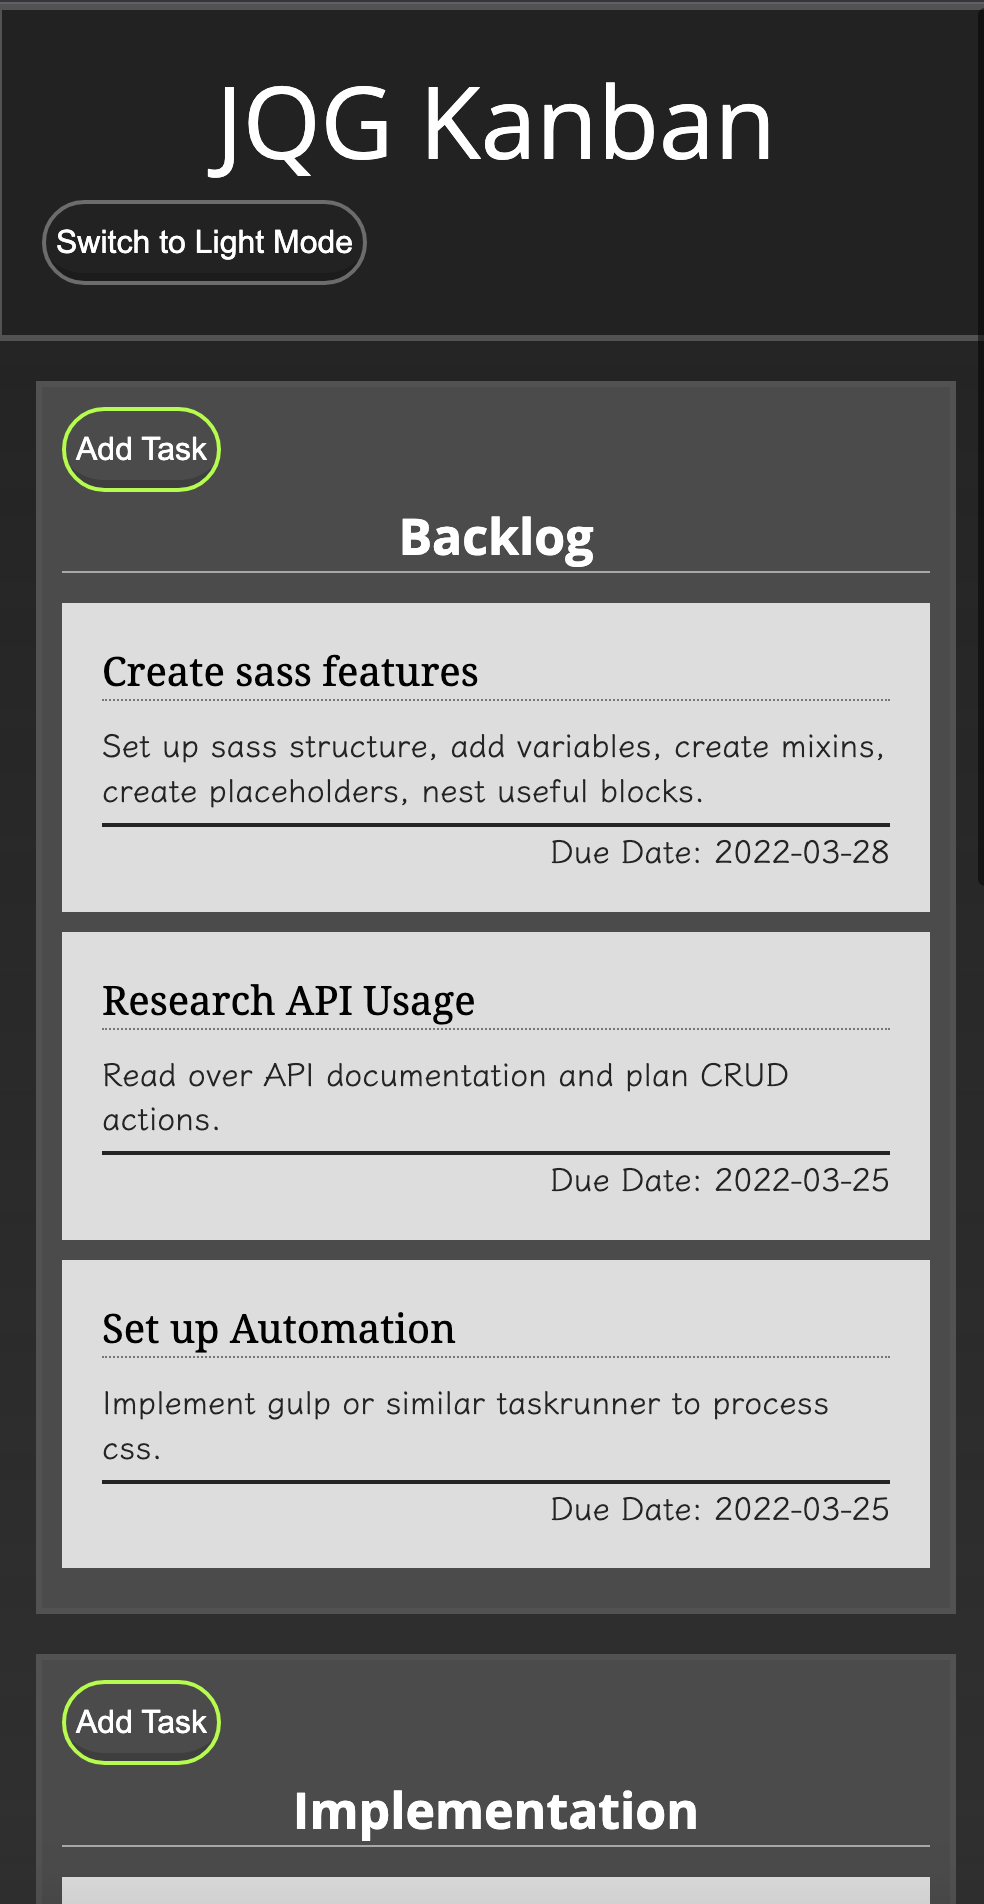 JQG Kanban
Switch to Light Mode
Add Task
Backlog
Create sass features
Set up sass structure, add variables, create mixins,
create placeholders, nest useful blocks.
Due Date: 2022-03-28
Research API Usage
Read over API documentation and plan CRUD
actions.
Due Date: 2022-03-25
Set up Automation
Implement gulp or similar taskrunner to process
css.
Due Date: 2022-03-25
Add Task
Implementation